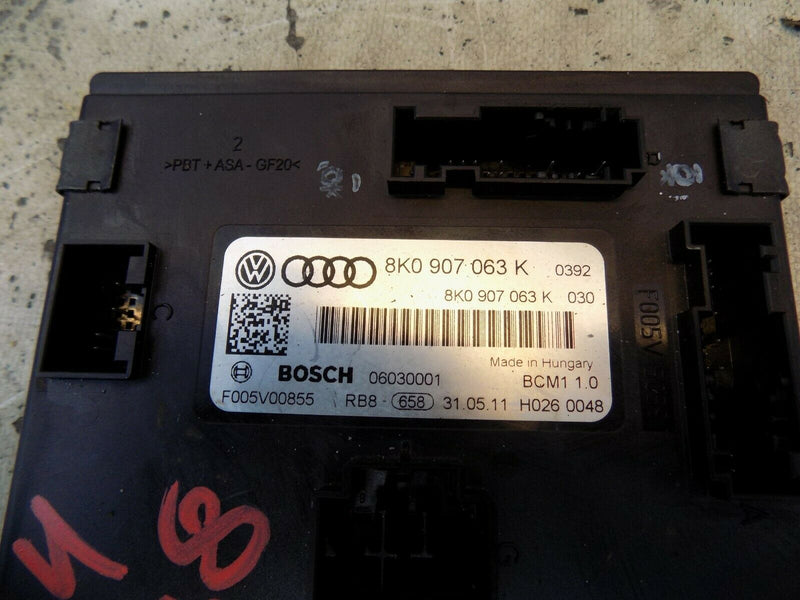 2
>PBT + ASA - GF20<
8K0 907 063 K 0392
8K0 907 063 K 030
Made in Hungary
BOSCH 06030001 BCM1 1.0
F005V00855 RB8 - 658 31.05.11 H026 0048
C
F005V
A
8